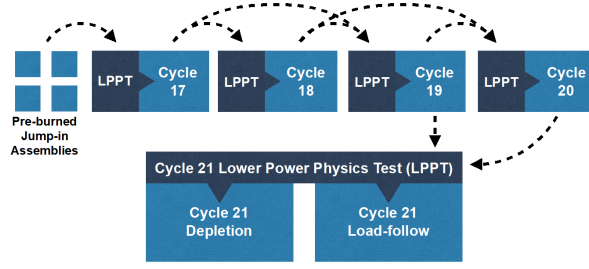 LPPT
Cycle
17
LPPT
Cycle
18
LPPT
Cycle
19
LPPT
Cycle
20
Pre-burned
Jump-in
Assemblies
Cycle 21 Lower Power Physics Test (LPPT)
Cycle 21
Depletion
Cycle 21
Load-follow